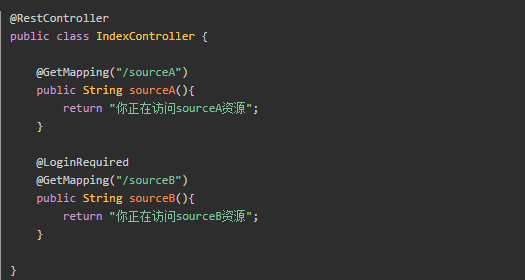 @RestController
public class IndexController {
@GetMapping("/sourceA")
public String sourceA(){
return "你正在访问sourceA资源";
}
@LoginRequired
@GetMapping("/sourceB")
public String sourceB(){
return "你正在访问sourceB资源";
}
}